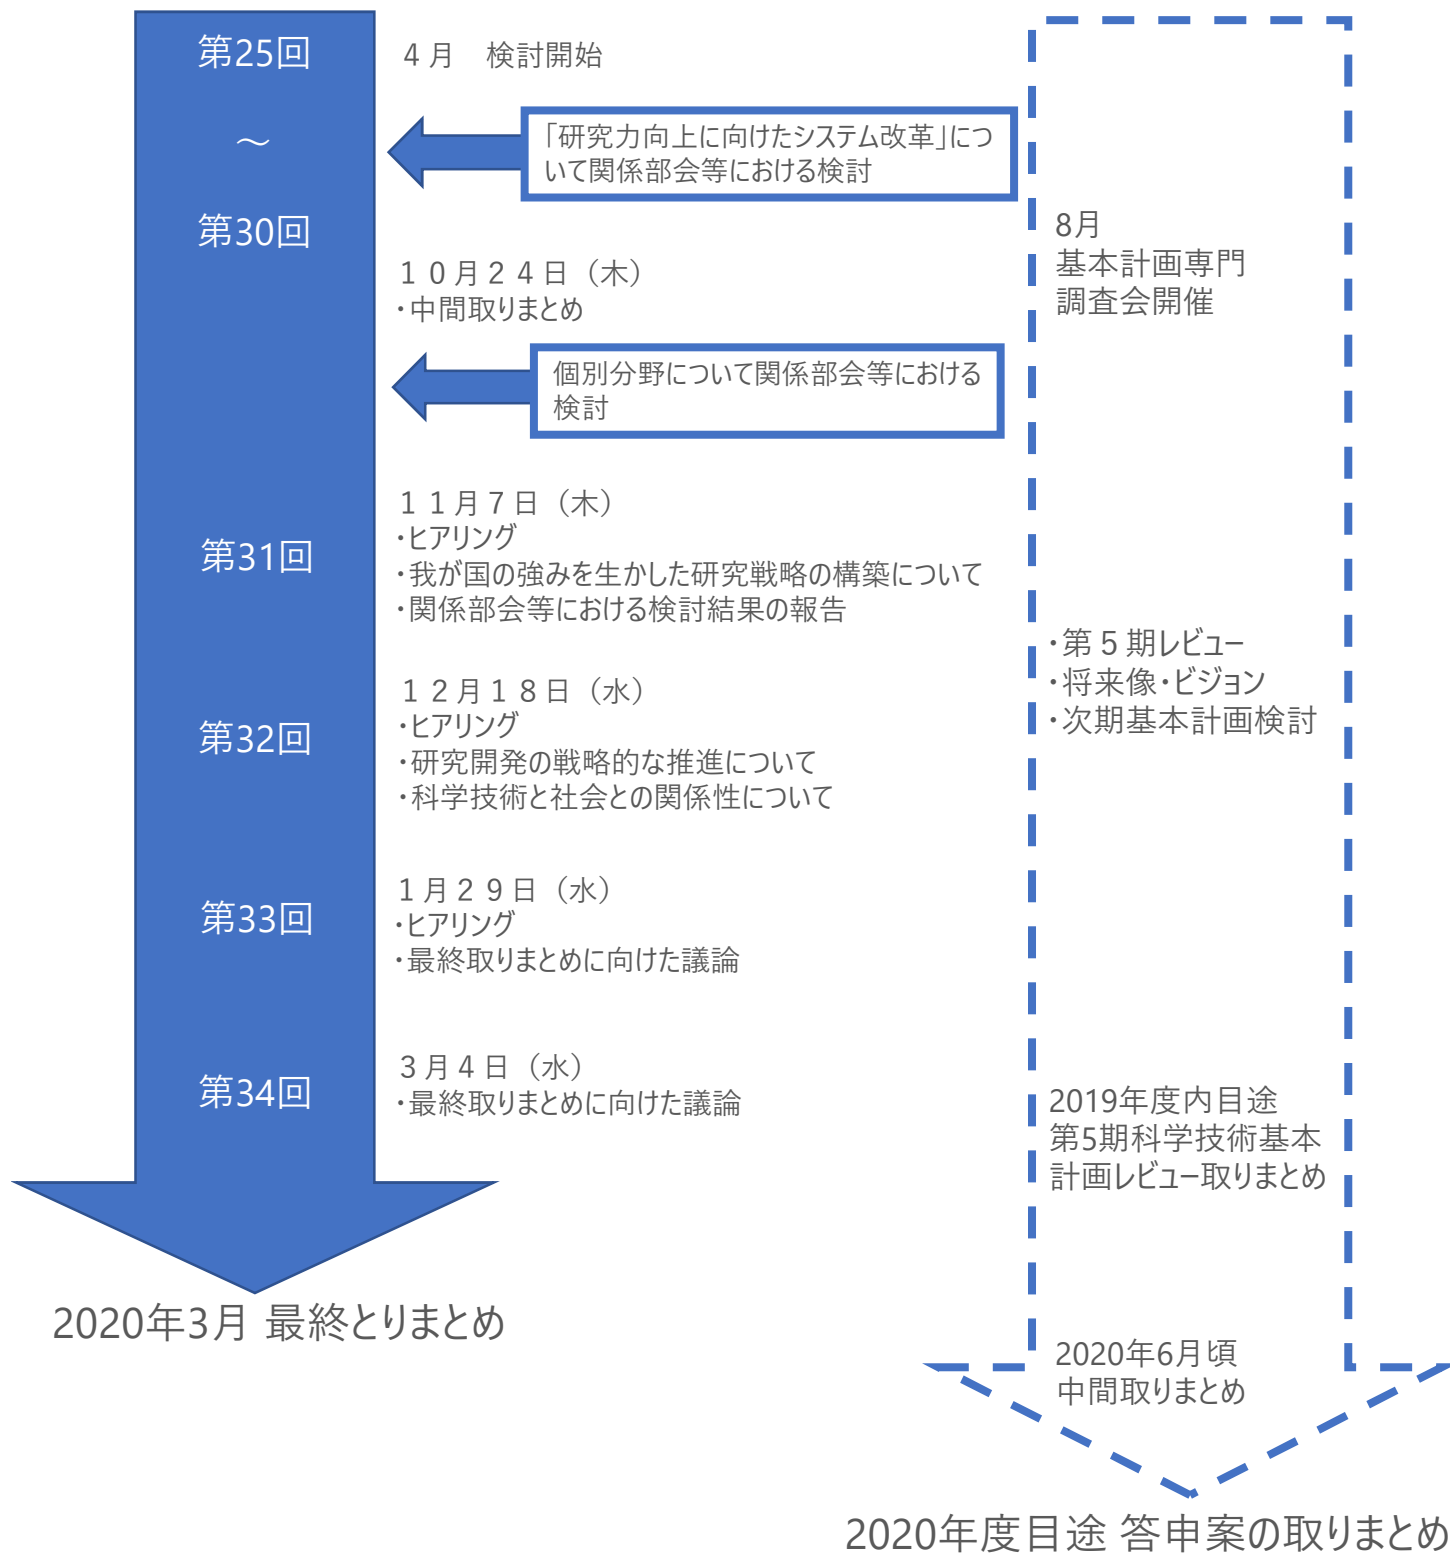 第25回
～
第30回
４月　検討開始
「研究力向上に向けたシステム改革」につ
いて関係部会等における検討
１０月２４日（木）
・中間取りまとめ
個別分野について関係部会等における
検討
第31回
１１月７日（木）
・ヒアリング
・我が国の強みを生かした研究戦略の構築について
・関係部会等における検討結果の報告
第32回
１２月１８日（水）
・ヒアリング
・研究開発の戦略的な推進について
・科学技術と社会との関係性について
第33回
１月２９日（水）
・ヒアリング
・最終取りまとめに向けた議論
第34回
３月４日（水）
・最終取りまとめに向けた議論
2020年3月 最終とりまとめ
8月
基本計画専門
調査会開催
・第５期レビュー
・将来像・ビジョン
・次期基本計画検討
2019年度内目途
第5期科学技術基本
計画レビュー取りまとめ
2020年6月頃
中間取りまとめ
2020年度目途 答申案の取りまとめ